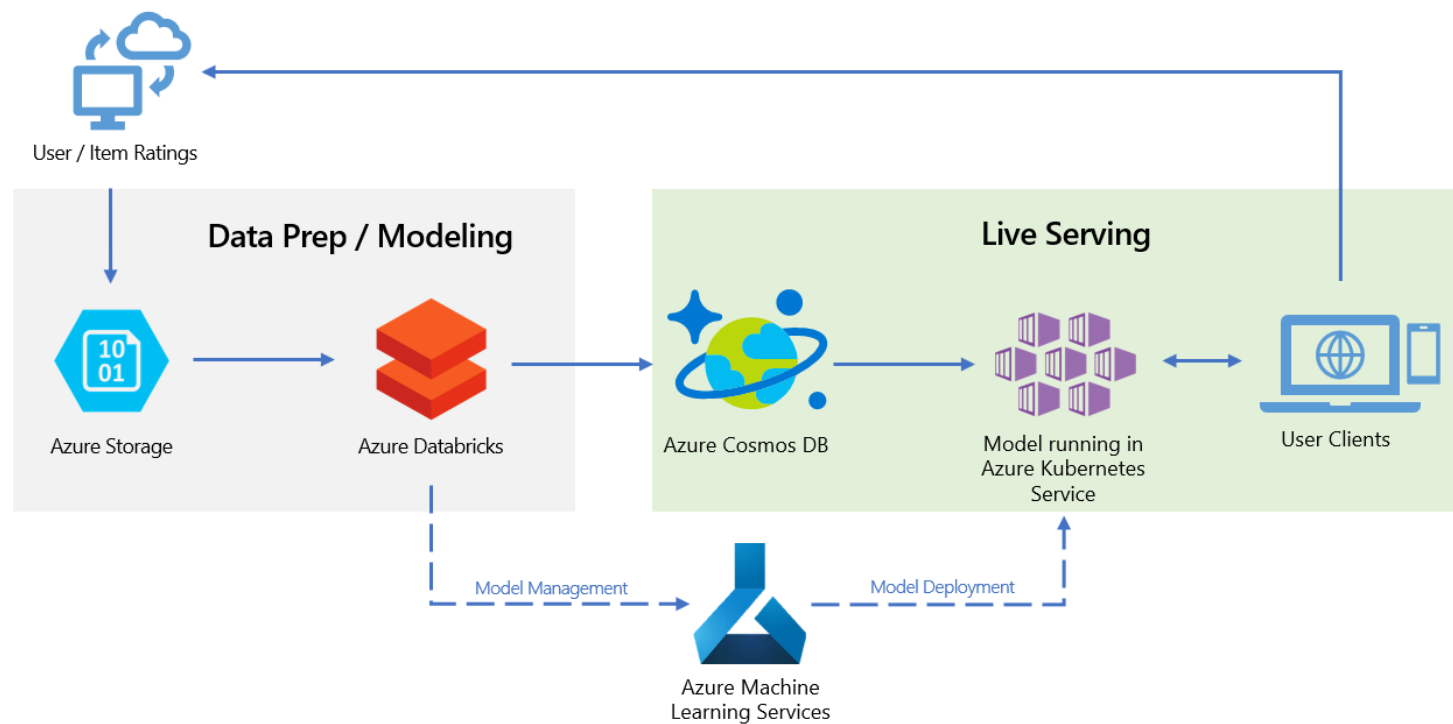 User / Item Ratings
Data Prep / Modeling
Live Serving
10
01
Azure Storage
Azure Databricks
Azure Cosmos DB
Model running in
Azure Kubernetes
Service
User Clients
Model Management
Model Deployment
Azure Machine
Learning Services